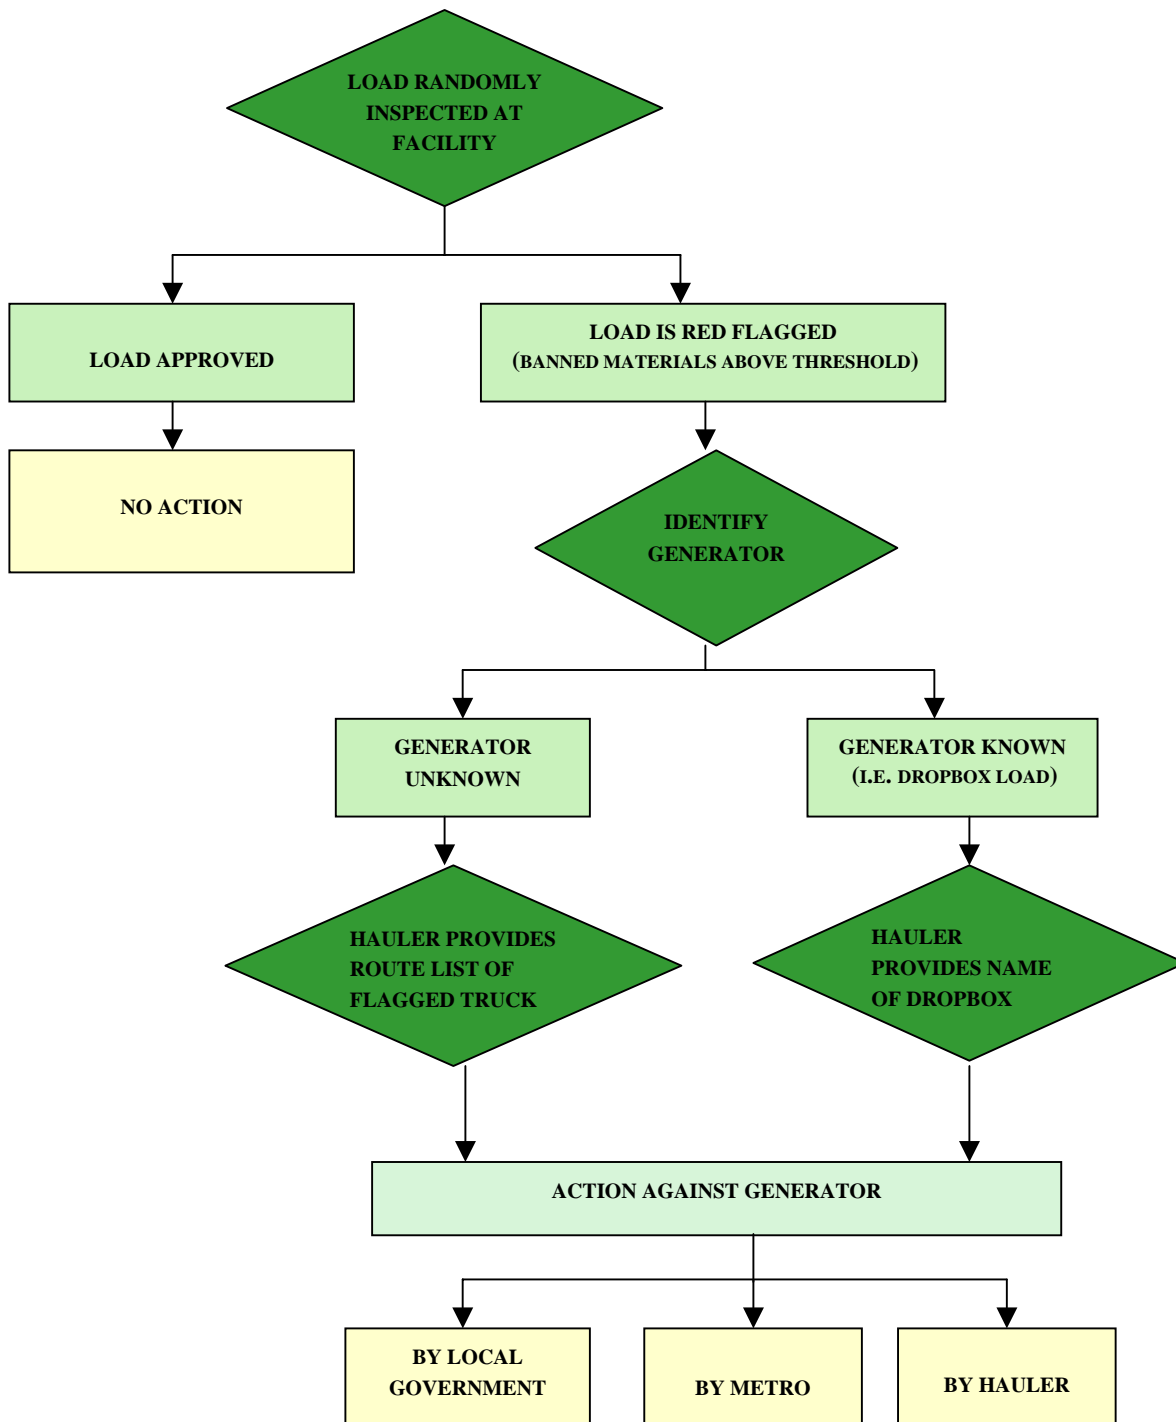 LOAD RANDOMLY
INSPECTED AT
FACILITY
LOAD APPROVED
LOAD IS RED FLAGGED
(BANNED MATERIALS ABOVE THRESHOLD)
NO ACTION
IDENTIFY
GENERATOR
GENERATOR
UNKNOWN
GENERATOR KNOWN
(I.E. DROPBOX LOAD)
HAULER PROVIDES
ROUTE LIST OF
FLAGGED TRUCK
HAULER
PROVIDES NAME
OF DROPBOX
ACTION AGAINST GENERATOR
BY LOCAL
GOVERNMENT
BY METRO
BY HAULER